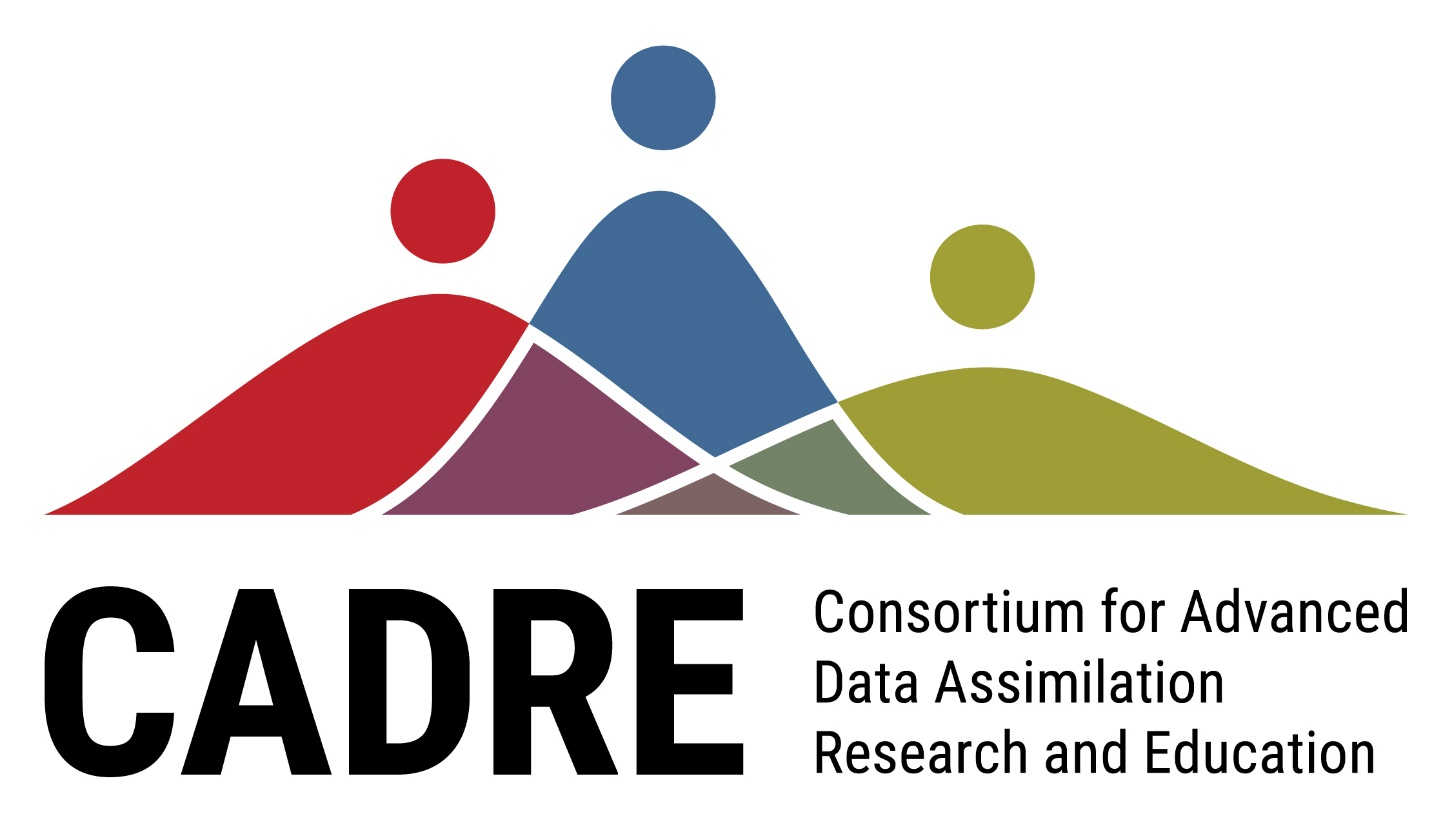 CADRE
Consortium for Advanced
Data Assimilation
Research and Education